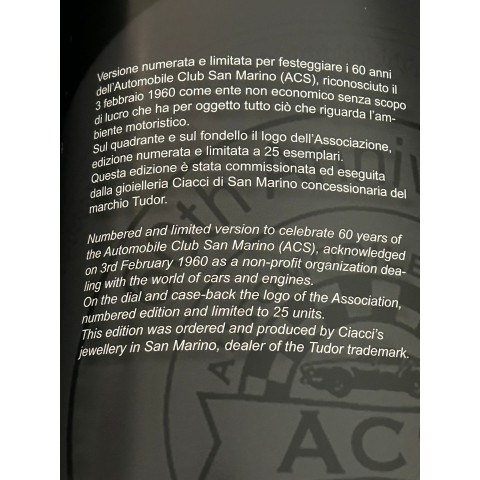 Versione numerata e limitata per festeggiare i 60 anni
dell'Automobile Club San Marino (ACS), riconosciuto il
3 febbraio 1960 come ente non economico senza scopo
di lucro che ha per oggetto tutto ciò che riguarda l'am-
biente motoristico.
Sul quadrante e sul fondello il logo dell'Associazione,
edizione numerata e limitata a 25 esemplari.
Questa edizione è stata commissionata ed eseguita
dalla gioielleria Ciacci di San Marino concessionaria del
marchio Tudor.
Numbered and limited version to celebrate 60 years of
the Automobile Club San Marino (ACS), acknowledged
on 3rd February 1960 as a non-profit organization dea-
ling with the world of cars and engines.
On the dial and case-back the logo of the Association,
numbered edition and limited to 25 units.
This edition was ordered and produced by Ciacci's
jewellery in San Marino, dealer of the Tudor trademark.
ACS